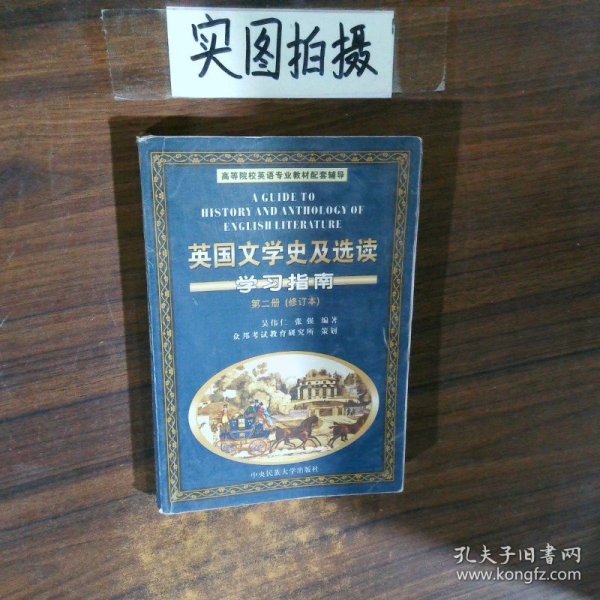 实图拍摄
高等院校英语专业教材配套辅导
A GUIDE TO
HISTORY AND ANTHOLOGY OF
ENGLISH LITERATURE
英国文学史及选读
学习指南
第二册 (修订本)
吴伟仁 张强 编著
众邦考试教育研究所 策划
中央民族大学出版社
孔夫子旧书网
www.kongfz.com